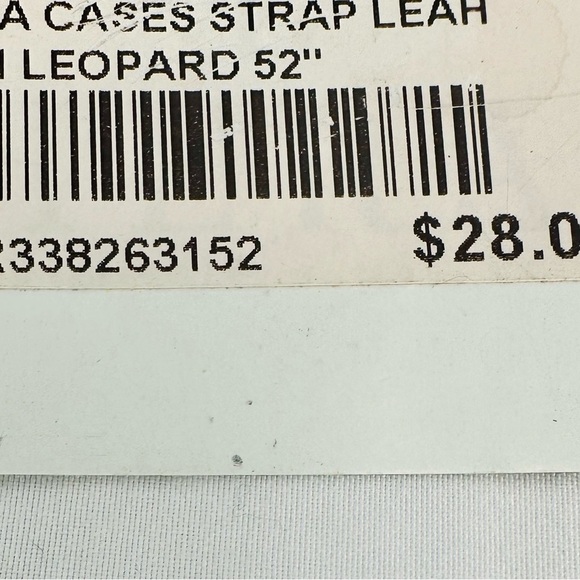 A CASES STRAP LEAH
LEOPARD 52"
338263152
$28.0